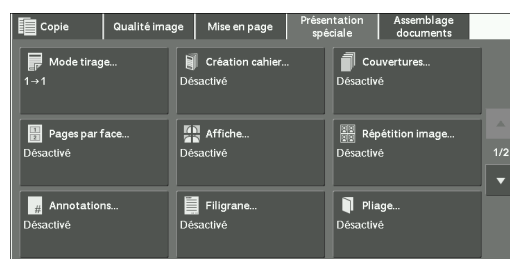 Copie
Qualité image
Mise en page
Présentation
spéciale
Assemblage
documents
Mode tirage...
1→1
Création cahier...
Désactivé
Couvertures...
Désactivé
Pages par face...
Désactivé
Affiche...
Désactivé
Répétition image...
Désactivé
1/2
Annotations...
Désactivé
Filigrane...
Désactivé
Pliage...
Désactivé